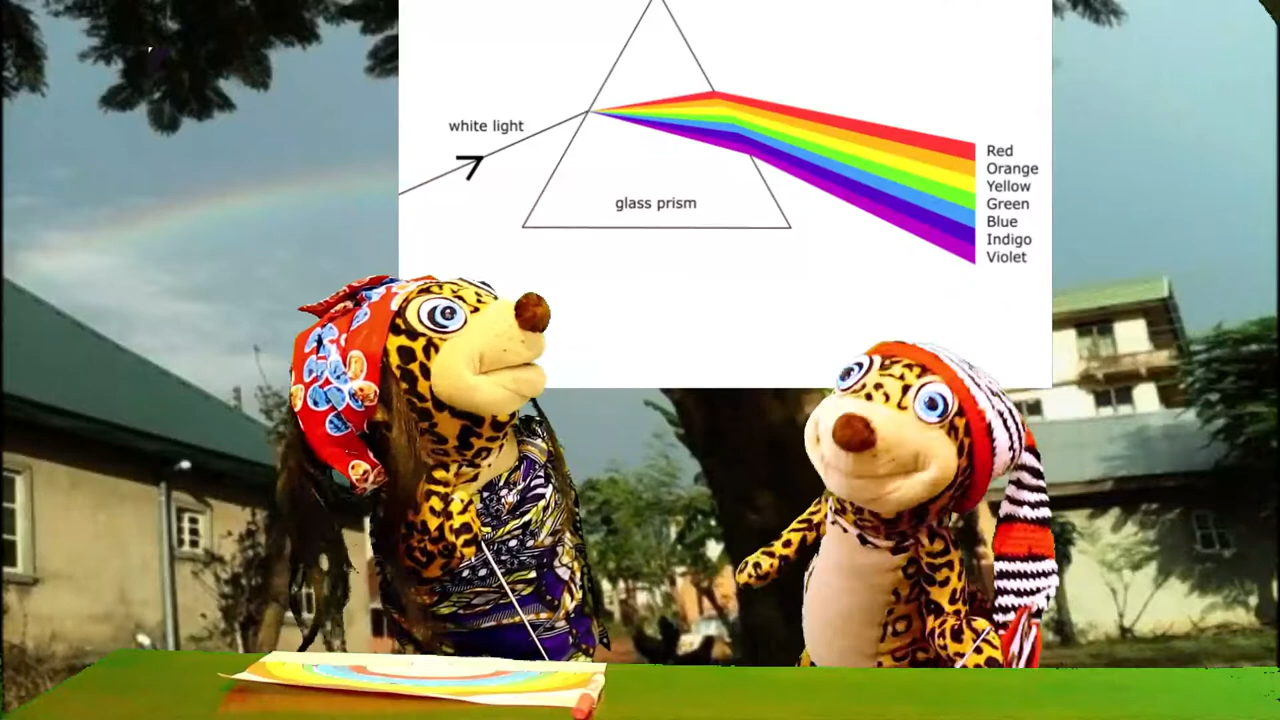 white light
glass prism
Red
Orange
Yellow
Green
Blue
Indigo
Violet